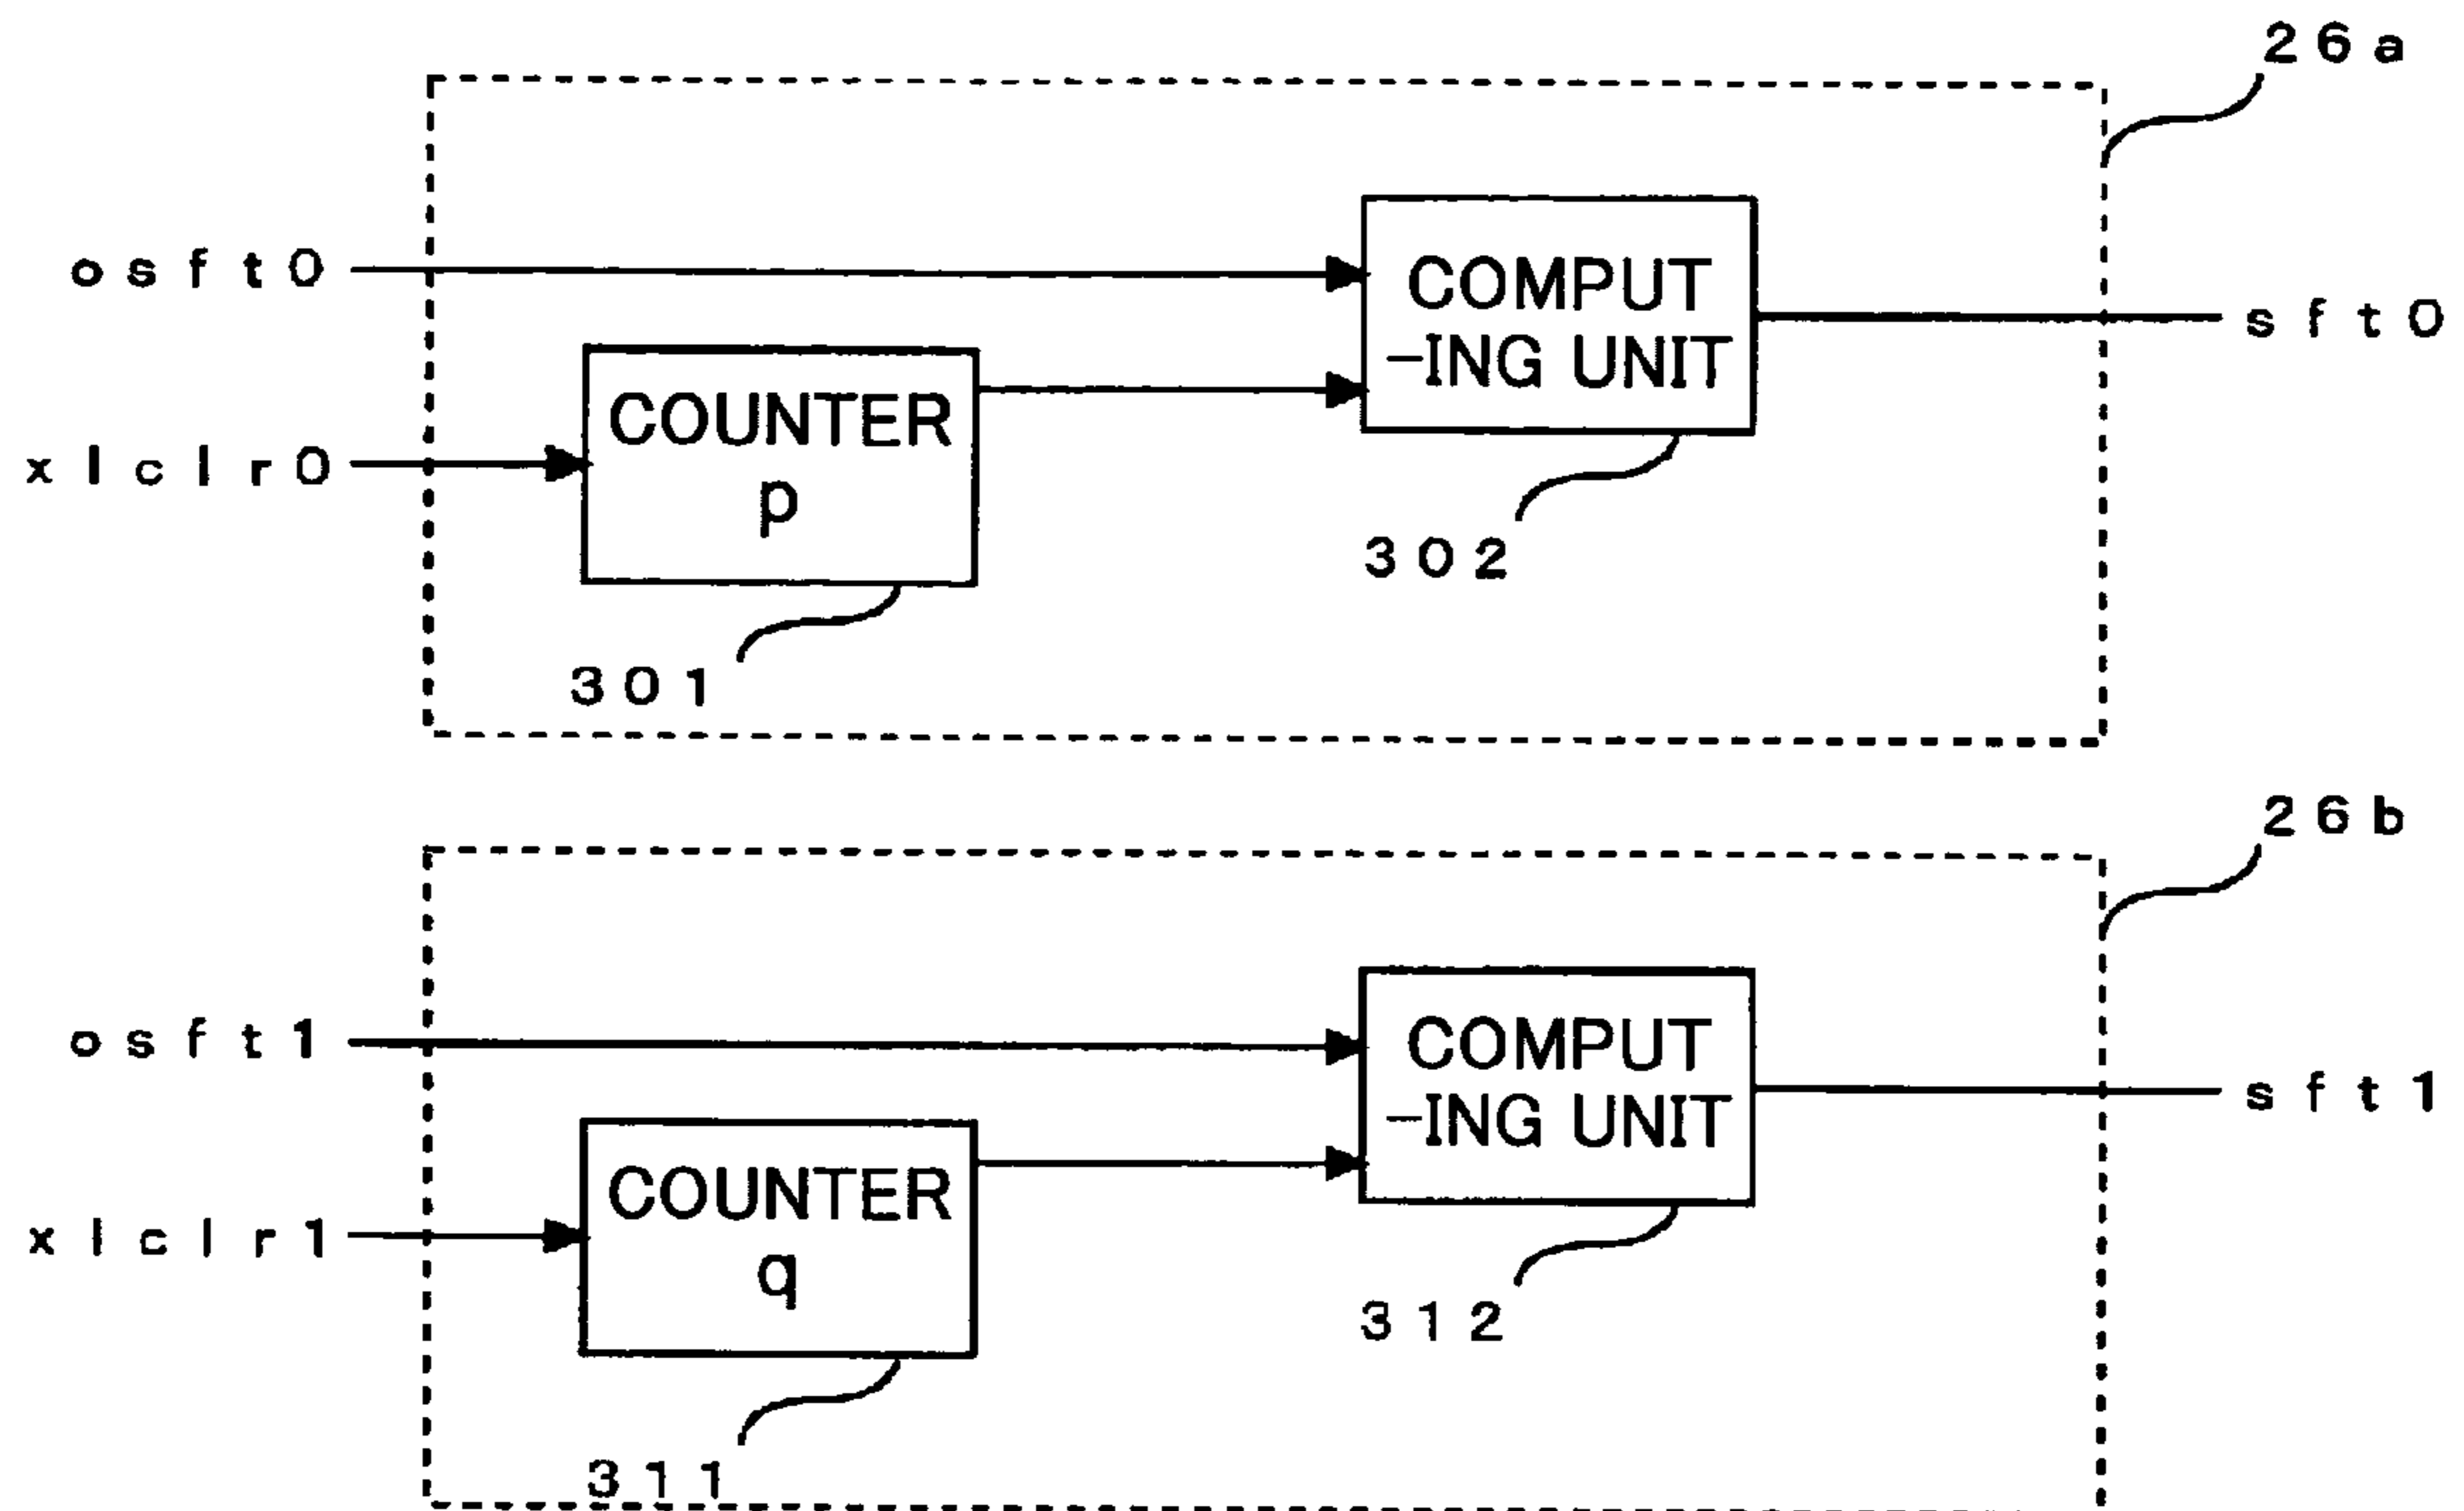 26a
osft0
COMPUT
-ING UNIT
sft0
COUNTER
p
xlclr0
302
301
26b
osft1
COMPUT
-ING UNIT
sft1
COUNTER
q
xlclr1
312
311